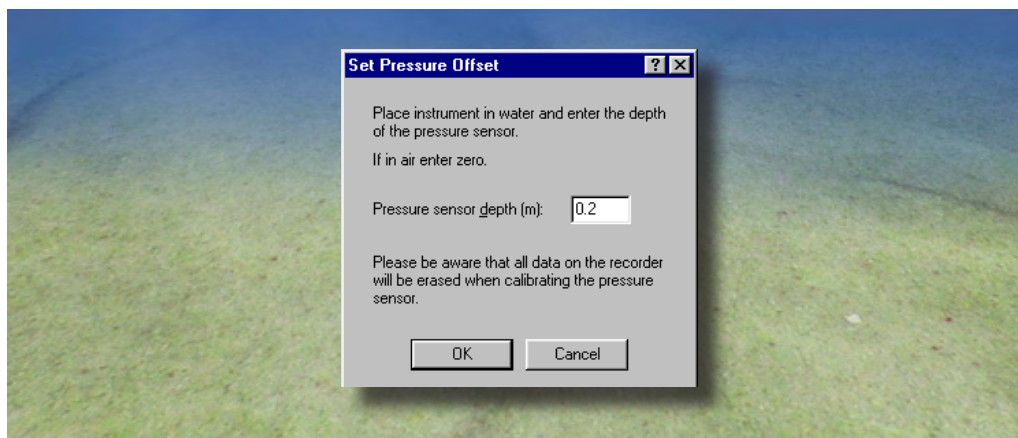 Set Pressure Offset
Place instrument in water and enter the depth
of the pressure sensor.
If in air enter zero.
Pressure sensor depth (m): 0.2
Please be aware that all data on the recorder
will be erased when calibrating the pressure
sensor.
OK Cancel